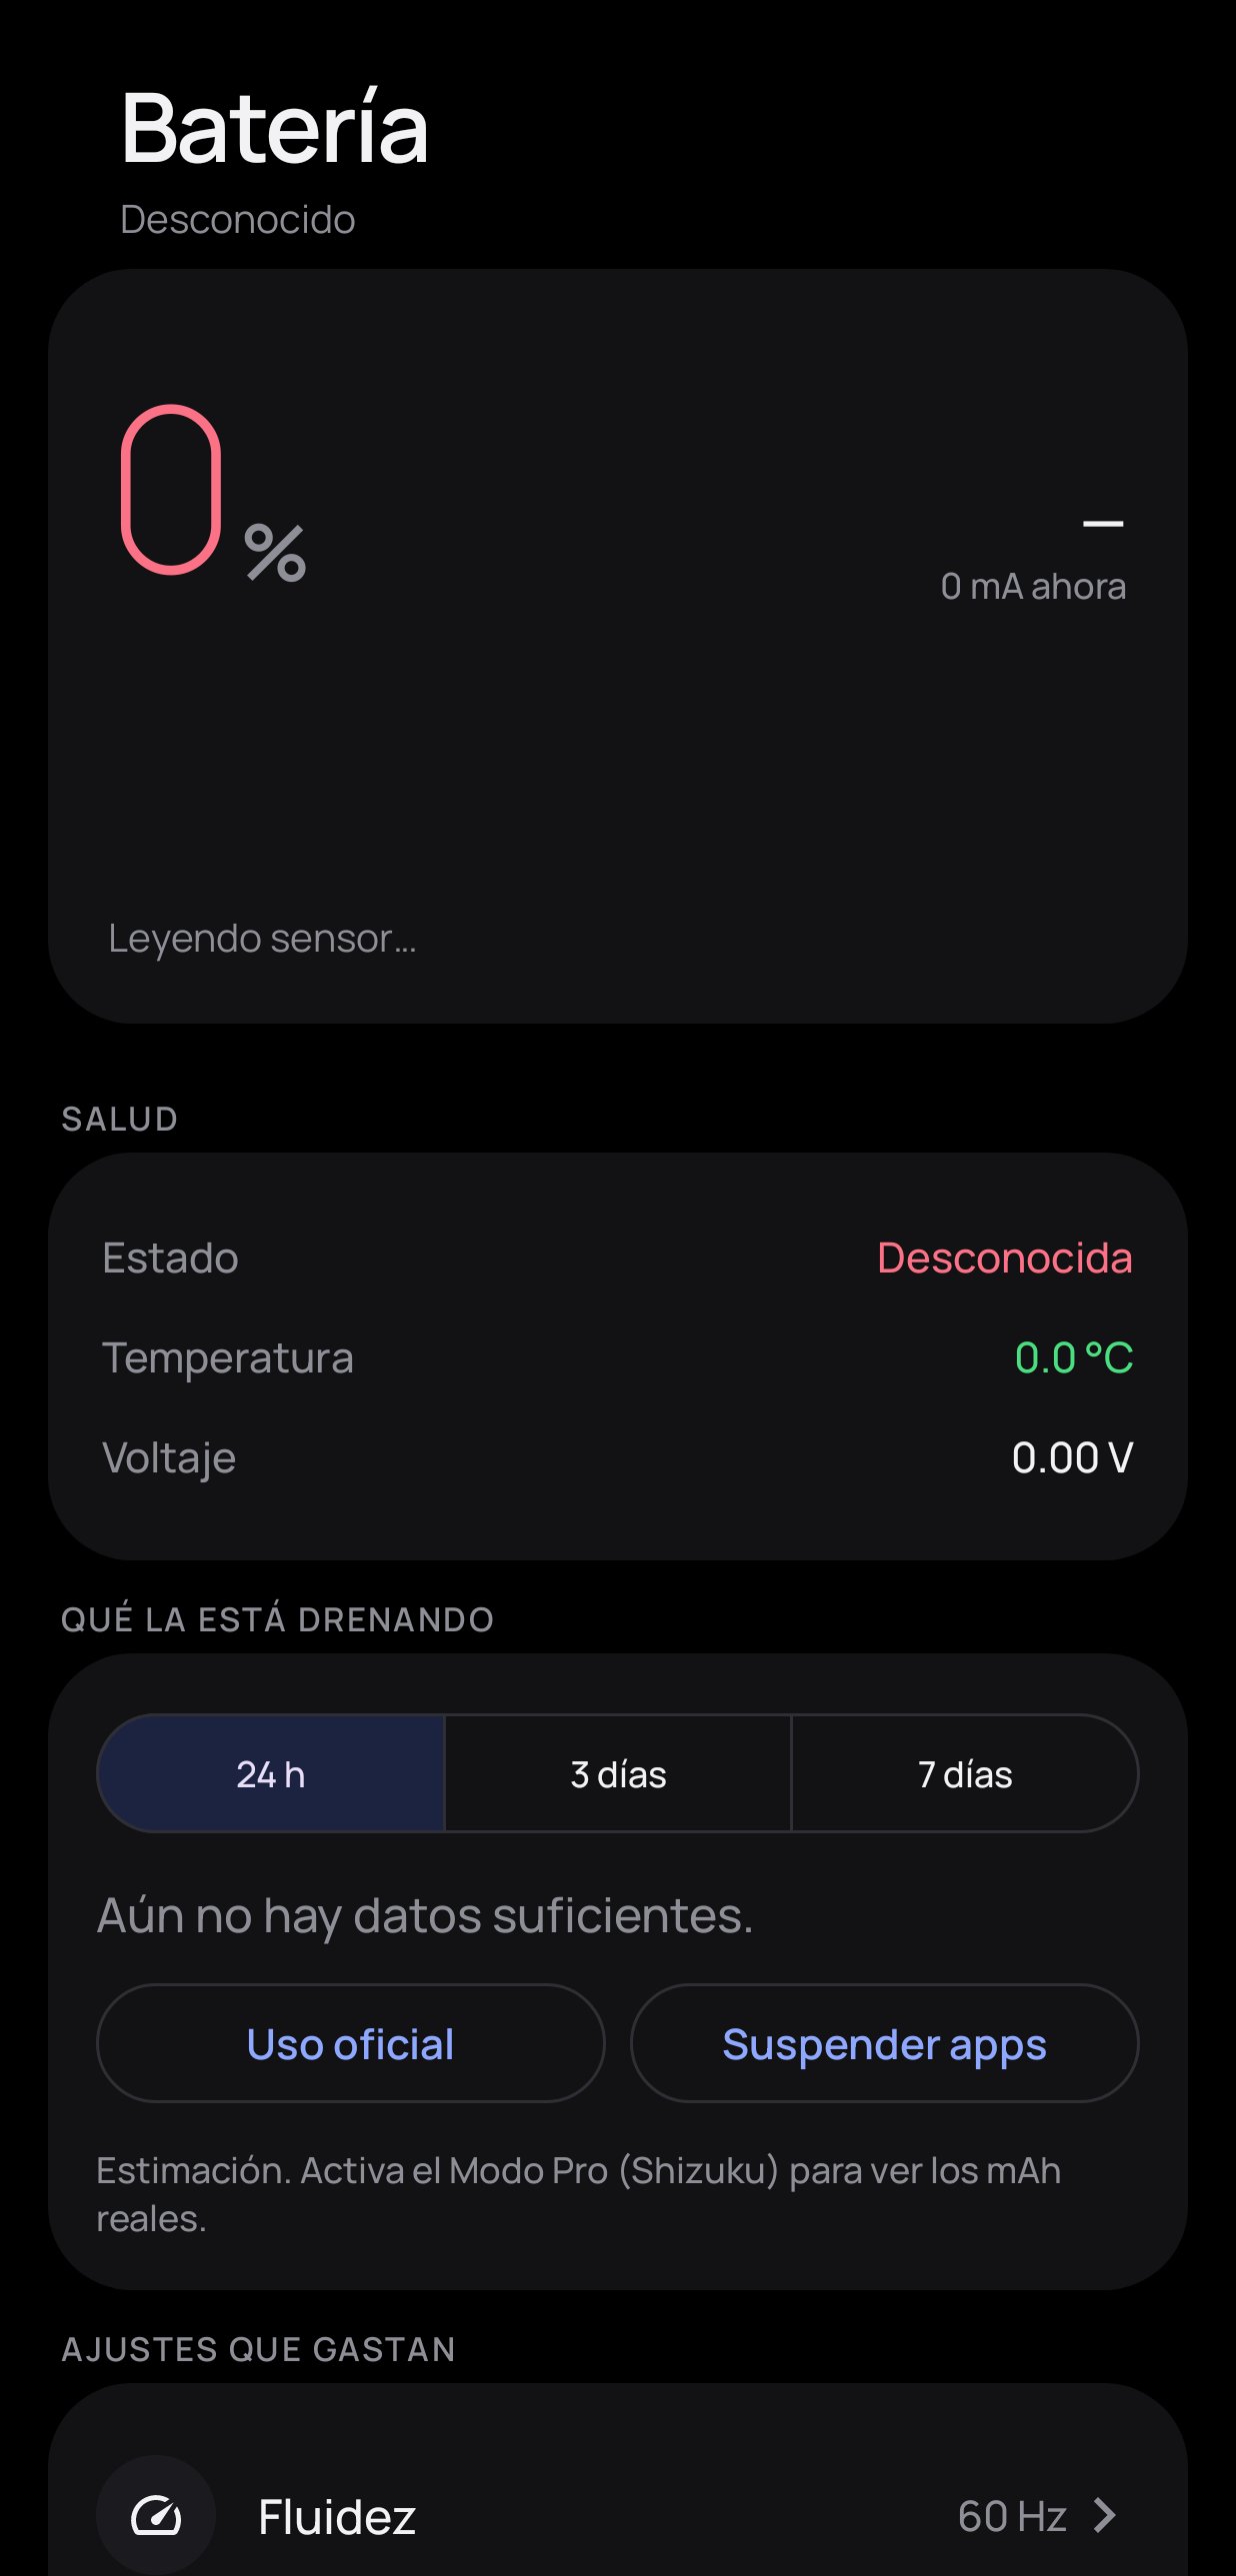 Batería
Desconocido
0 %
—
0 mA ahora
Leyendo sensor…
SALUD
Estado Desconocida
Temperatura 0.0 °C
Voltaje 0.00 V
QUÉ LA ESTÁ DRENANDO
24 h 3 días 7 días
Aún no hay datos suficientes.
Uso oficial Suspender apps
Estimación. Activa el Modo Pro (Shizuku) para ver los mAh
reales.
AJUSTES QUE GASTAN
Fluidez 60 Hz